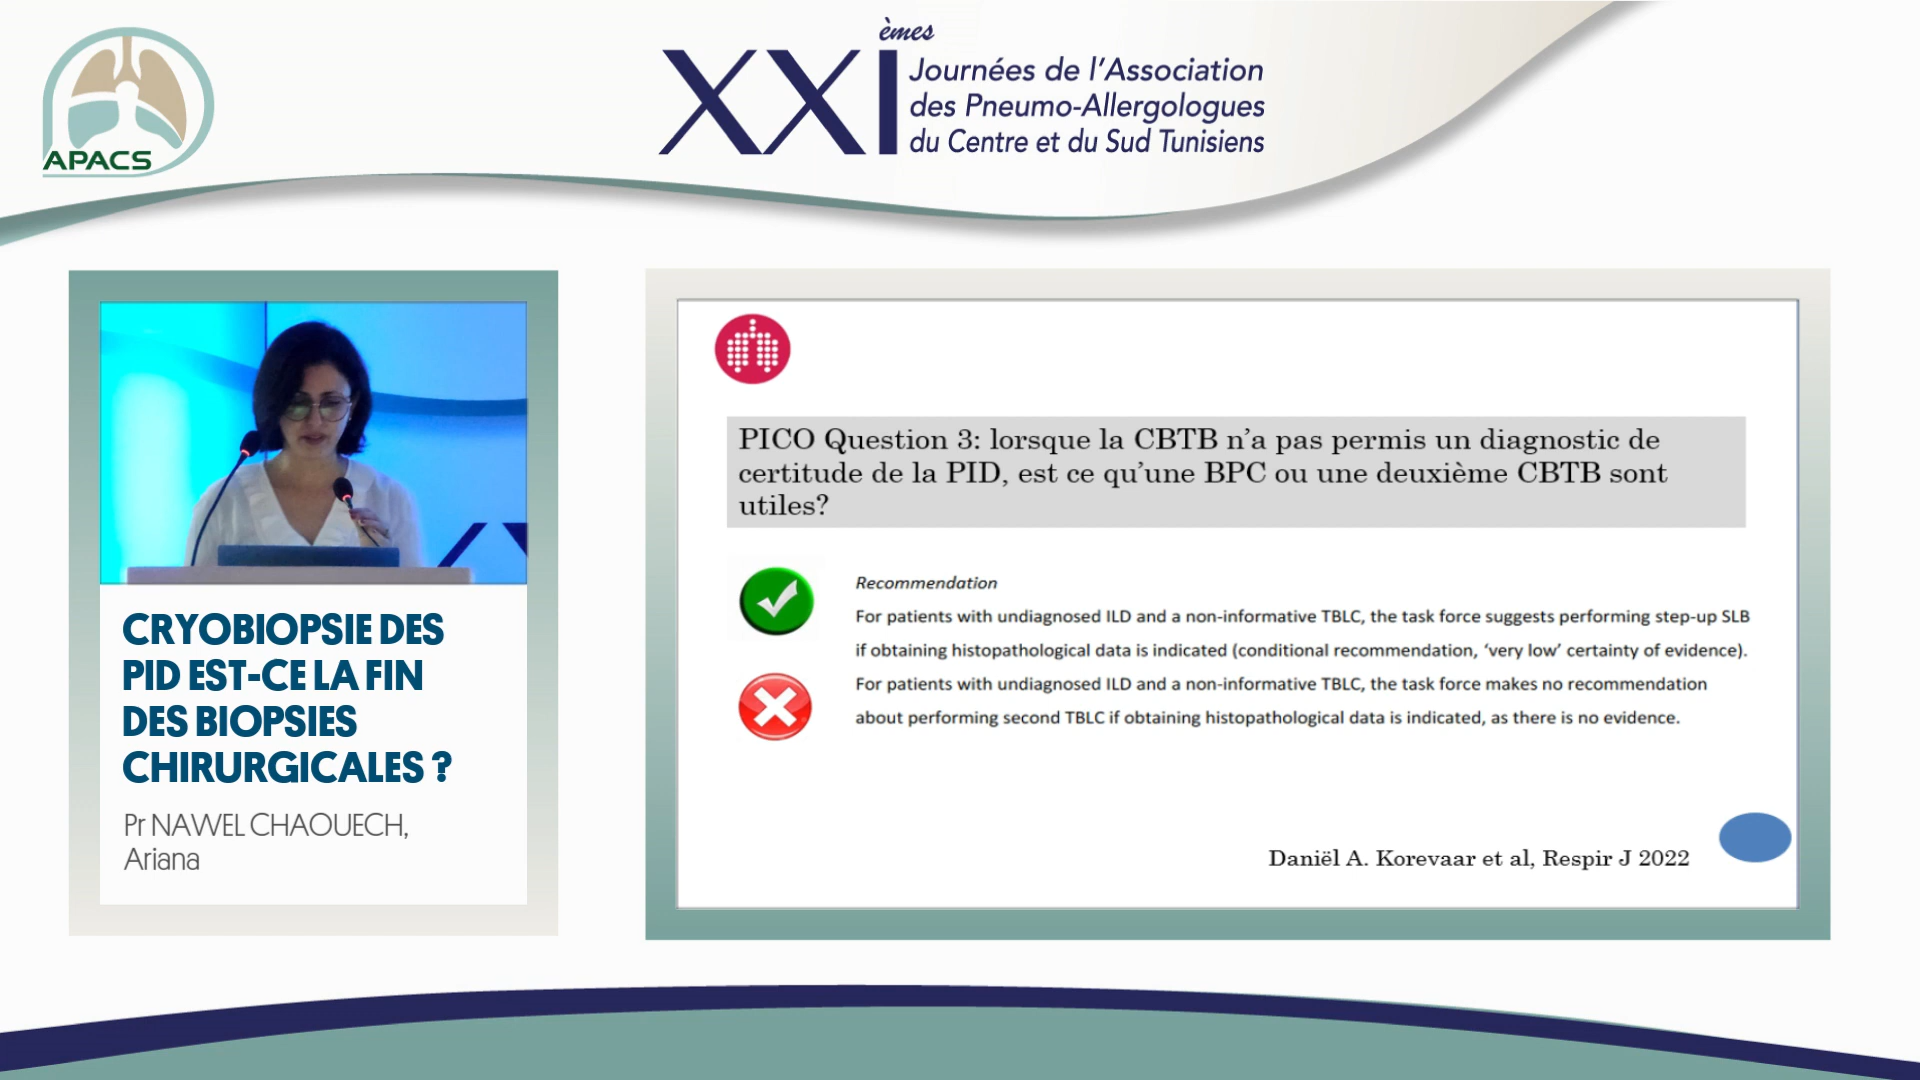 APACS
XXI èmes
Journées de l'Association
des Pneumo-Allergologues
du Centre et du Sud Tunisiens
CRYOBIOPSIE DES
PID EST-CE LA FIN
DES BIOPSIES
CHIRURGICALES ?
Pr NAWEL CHAOUECH,
Ariana
PICO Question 3: lorsque la CBTB n'a pas permis un diagnostic de
certitude de la PID, est ce qu'une BPC ou une deuxième CBTB sont
utiles?
Recommendation
For patients with undiagnosed ILD and a non-informative TBLC, the task force suggests performing step-up SLB
if obtaining histopathological data is indicated (conditional recommendation, 'very low' certainty of evidence).
For patients with undiagnosed ILD and a non-informative TBLC, the task force makes no recommendation
about performing second TBLC if obtaining histopathological data is indicated, as there is no evidence.
Daniël A. Korevaar et al, Respir J 2022